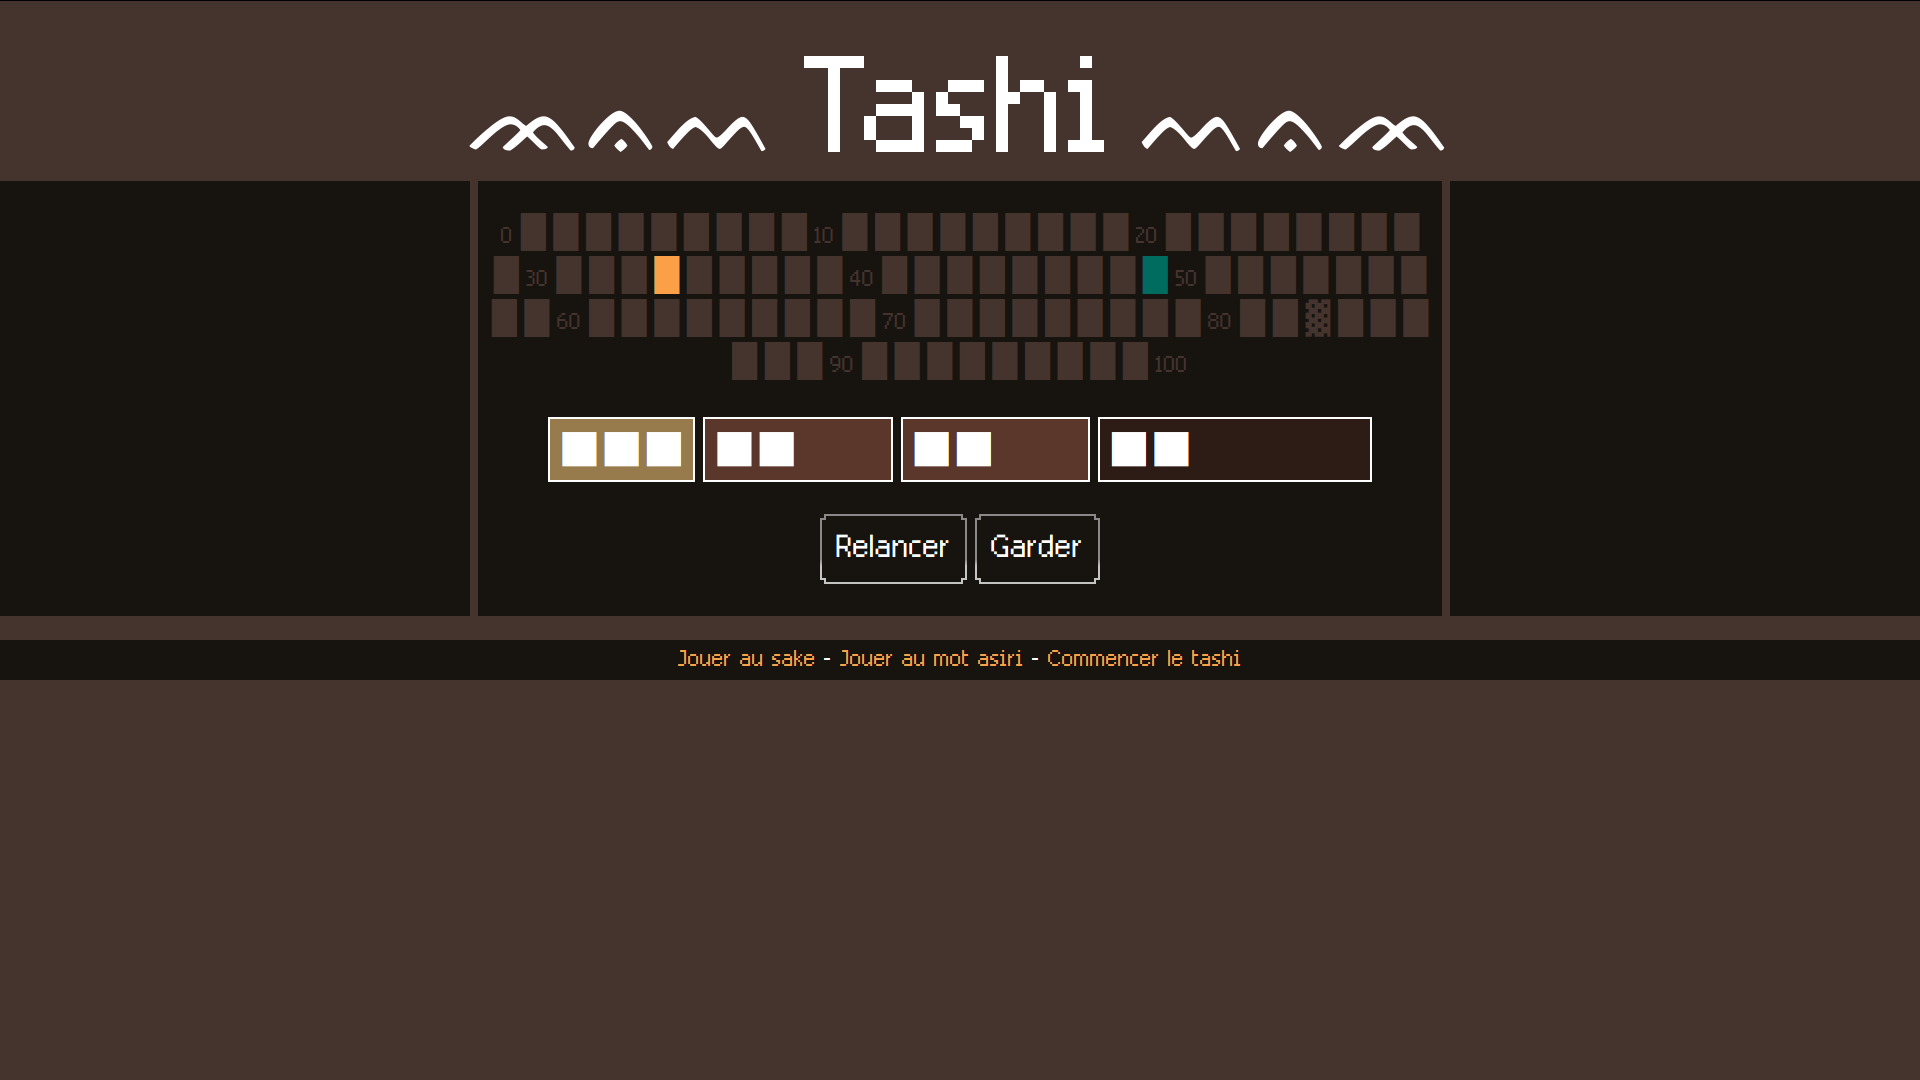 Tashi
0 10 20
30 40 50
60 70 80
90 100
Relancer Garder
Jouer au sake - Jouer au mot asiri - Commencer le tashi